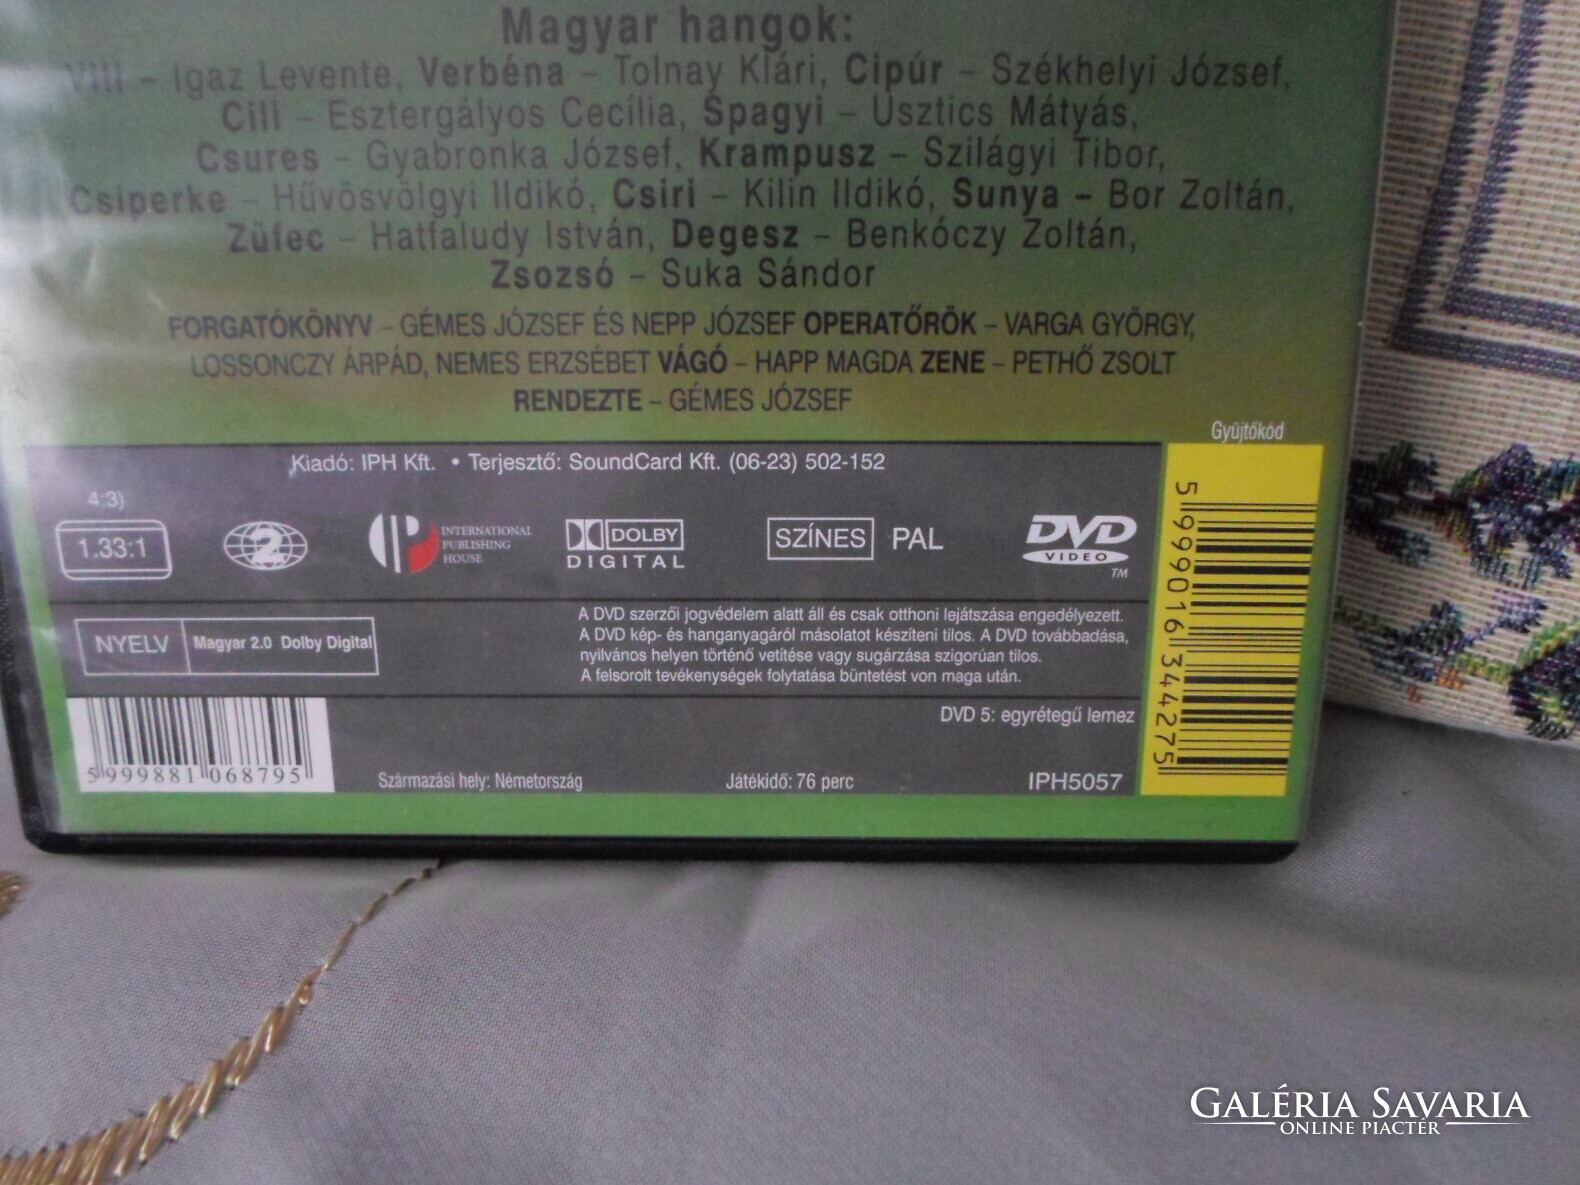 Magyar hangok:
Vili – Igaz Levente, Verbéna – Tolnay Klári, Cipúr – Székhelyi József,
Cili – Esztergályos Cecília, Spagyi – Usztics Mátyás,
Csures – Gyabronka József, Krampusz – Szilágyi Tibor,
Csiperke – Hűvösvölgyi Ildikó, Csiri – Kilin Ildikó, Sunya – Bor Zoltán,
Züfec – Hatfaludy István, Degesz – Benkóczy Zoltán,
Zsozsó – Suka Sándor
FORGATÓKÖNYV – GÉMES JÓZSEF ÉS NEPP JÓZSEF OPERATŐRÖK – VARGA GYÖRGY,
LOSSONCZY ÁRPÁD, NEMES ERZSÉBET VÁGÓ – HAPP MAGDA ZENE – PETHŐ ZSOLT
RENDEZTE – GÉMES JÓZSEF
Gyűjtőkód
Kiadó: IPH Kft. • Terjesztő: SoundCard Kft. (06-23) 502-152
4:3)
1.33:1
2
IP INTERNATIONAL
PUBLISHING
HOUSE
DOLBY
DIGITAL
SZÍNES PAL
DVD
VIDEO
TM
5 999016 344275
NYELV Magyar 2.0 Dolby Digital
A DVD szerzői jogvédelem alatt áll és csak otthoni lejátszása engedélyezett.
A DVD kép- és hanganyagáról másolatot készíteni tilos. A DVD továbbadása,
nyilvános helyen történő vetítése vagy sugárzása szigorúan tilos.
A felsorolt tevékenységek folytatása büntetést von maga után.
DVD 5: egyrétegű lemez
5 999881 068795
Származási hely: Németország
Játékidő: 76 perc
IPH5057
GALÉRIA SAVARIA
ONLINE PIACTÉR